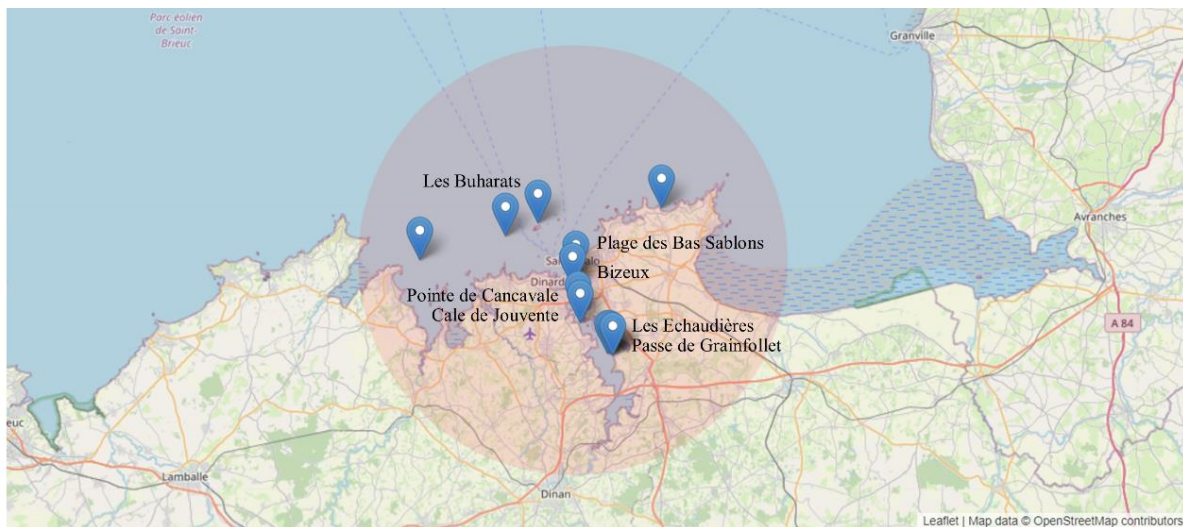 Parc éolien
de Saint-
Brieuc
Granville
Les Buharats
Avranches
Plage des Bas Sablons
Bizeux
Dinard
Pointe de Cancavale
Cale de Jouvente
Les Echaudières
Passe de Grainfollet
A 84
Lamballe
Dinan
Leaflet | Map data © OpenStreetMap contributors